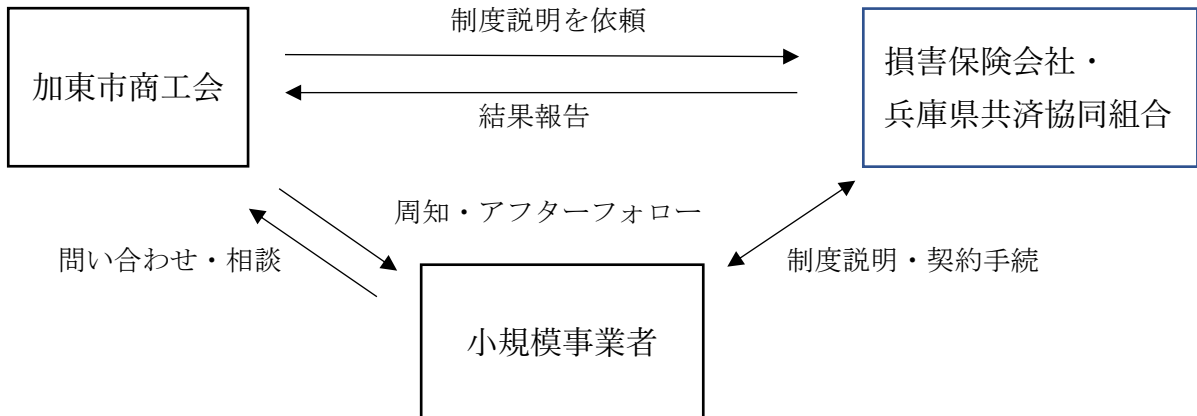 制度説明を依頼
加東市商工会
損害保険会社・
兵庫県共済協同組合
結果報告
周知・アフターフォロー
問い合わせ・相談
制度説明・契約手続
小規模事業者